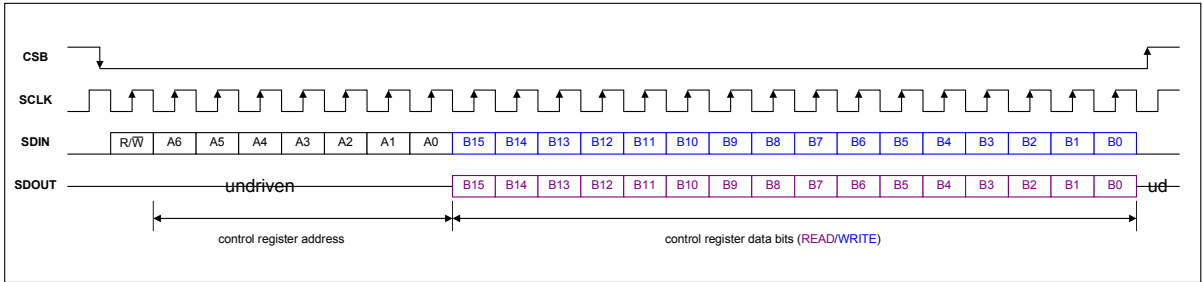 CSB
SCLK
SDIN R/W̅ A6 A5 A4 A3 A2 A1 A0 B15 B14 B13 B12 B11 B10 B9 B8 B7 B6 B5 B4 B3 B2 B1 B0
SDOUT undriven B15 B14 B13 B12 B11 B10 B9 B8 B7 B6 B5 B4 B3 B2 B1 B0 ud
control register address control register data bits (READ/WRITE)